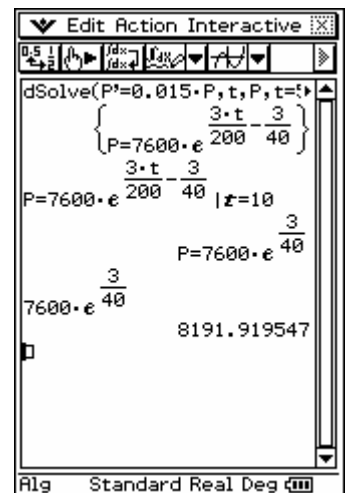 Edit Action Interactive
dSolve(P'=0.015·P,t,P,t=5
{P=7600·e^(3·t/200-3/40)}
P=7600·e^(3·t/200-3/40) |t=10
P=7600·e^(3/40)
7600·e^(3/40)
8191.919547
Alg Standard Real Deg